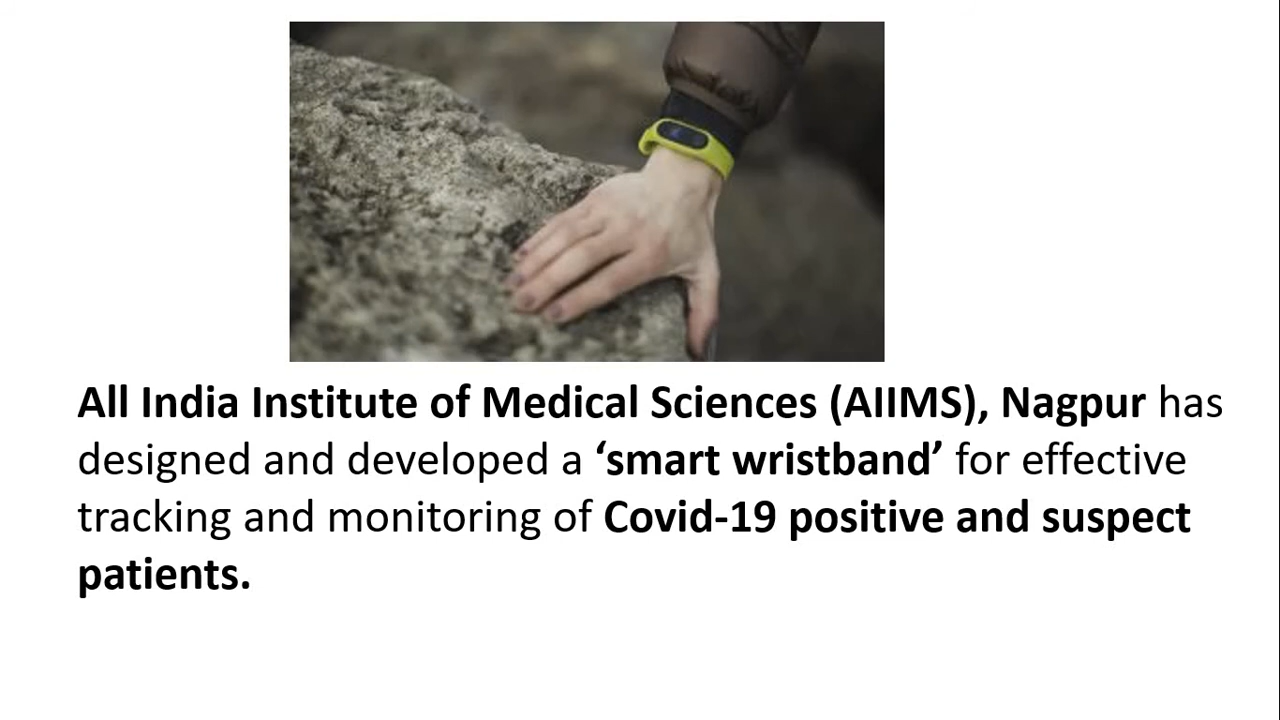 All India Institute of Medical Sciences (AIIMS), Nagpur has
designed and developed a ‘smart wristband’ for effective
tracking and monitoring of Covid-19 positive and suspect
patients.